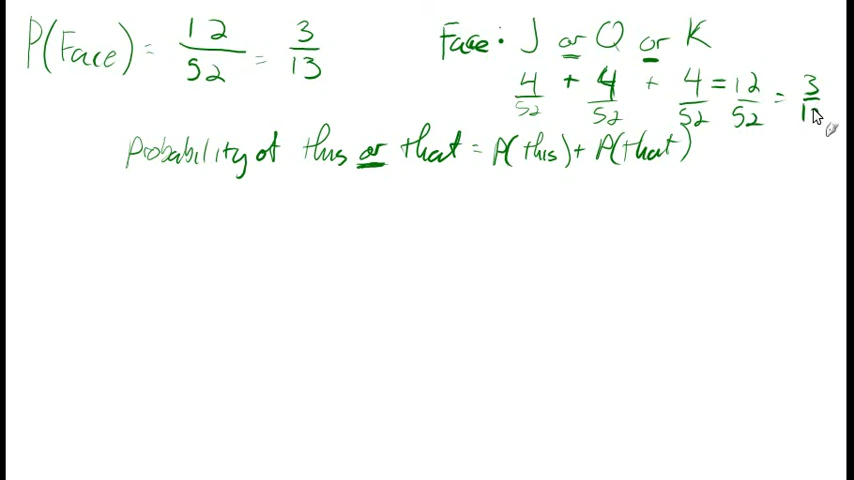 P(Face) = 12/52 = 3/13
Face: J or Q or K
4/52 + 4/52 + 4/52 = 12/52 = 3/1
Probability of this or that = P(this) + P(that)